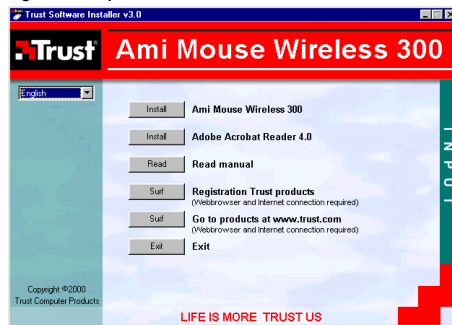 Trust Software Installer v3.0
Trust
Ami Mouse Wireless 300
English
Install Ami Mouse Wireless 300
Install Adobe Acrobat Reader 4.0
Read Read manual
Surf Registration Trust products
(Webbrowser and Internet connection required)
Surf Go to products at www.trust.com
(Webbrowser and Internet connection required)
Exit Exit
INPUT
Copyright ©2000
Trust Computer Products
LIFE IS MORE TRUST US